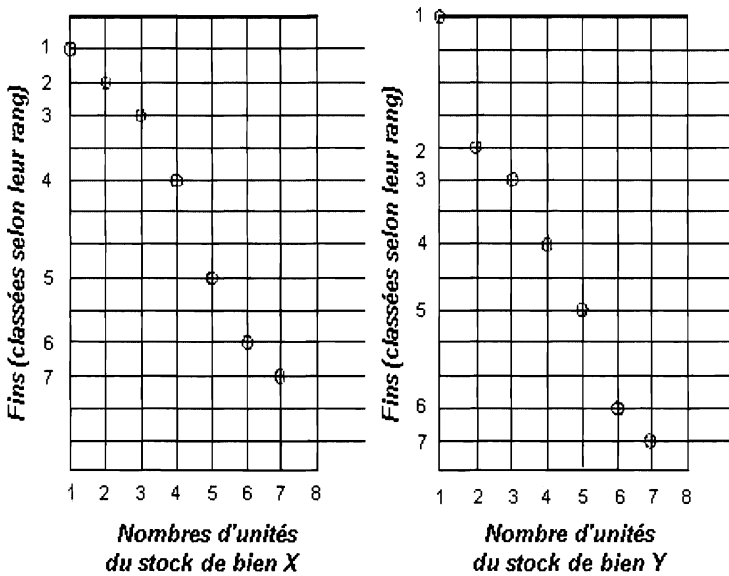 Fins (classées selon leur rang)
1
2
3
4
5
6
7
1 2 3 4 5 6 7 8
Nombres d'unités
du stock de bien X
Fins (classées selon leur rang)
1
2
3
4
5
6
7
1 2 3 4 5 6 7 8
Nombre d'unités
du stock de bien Y